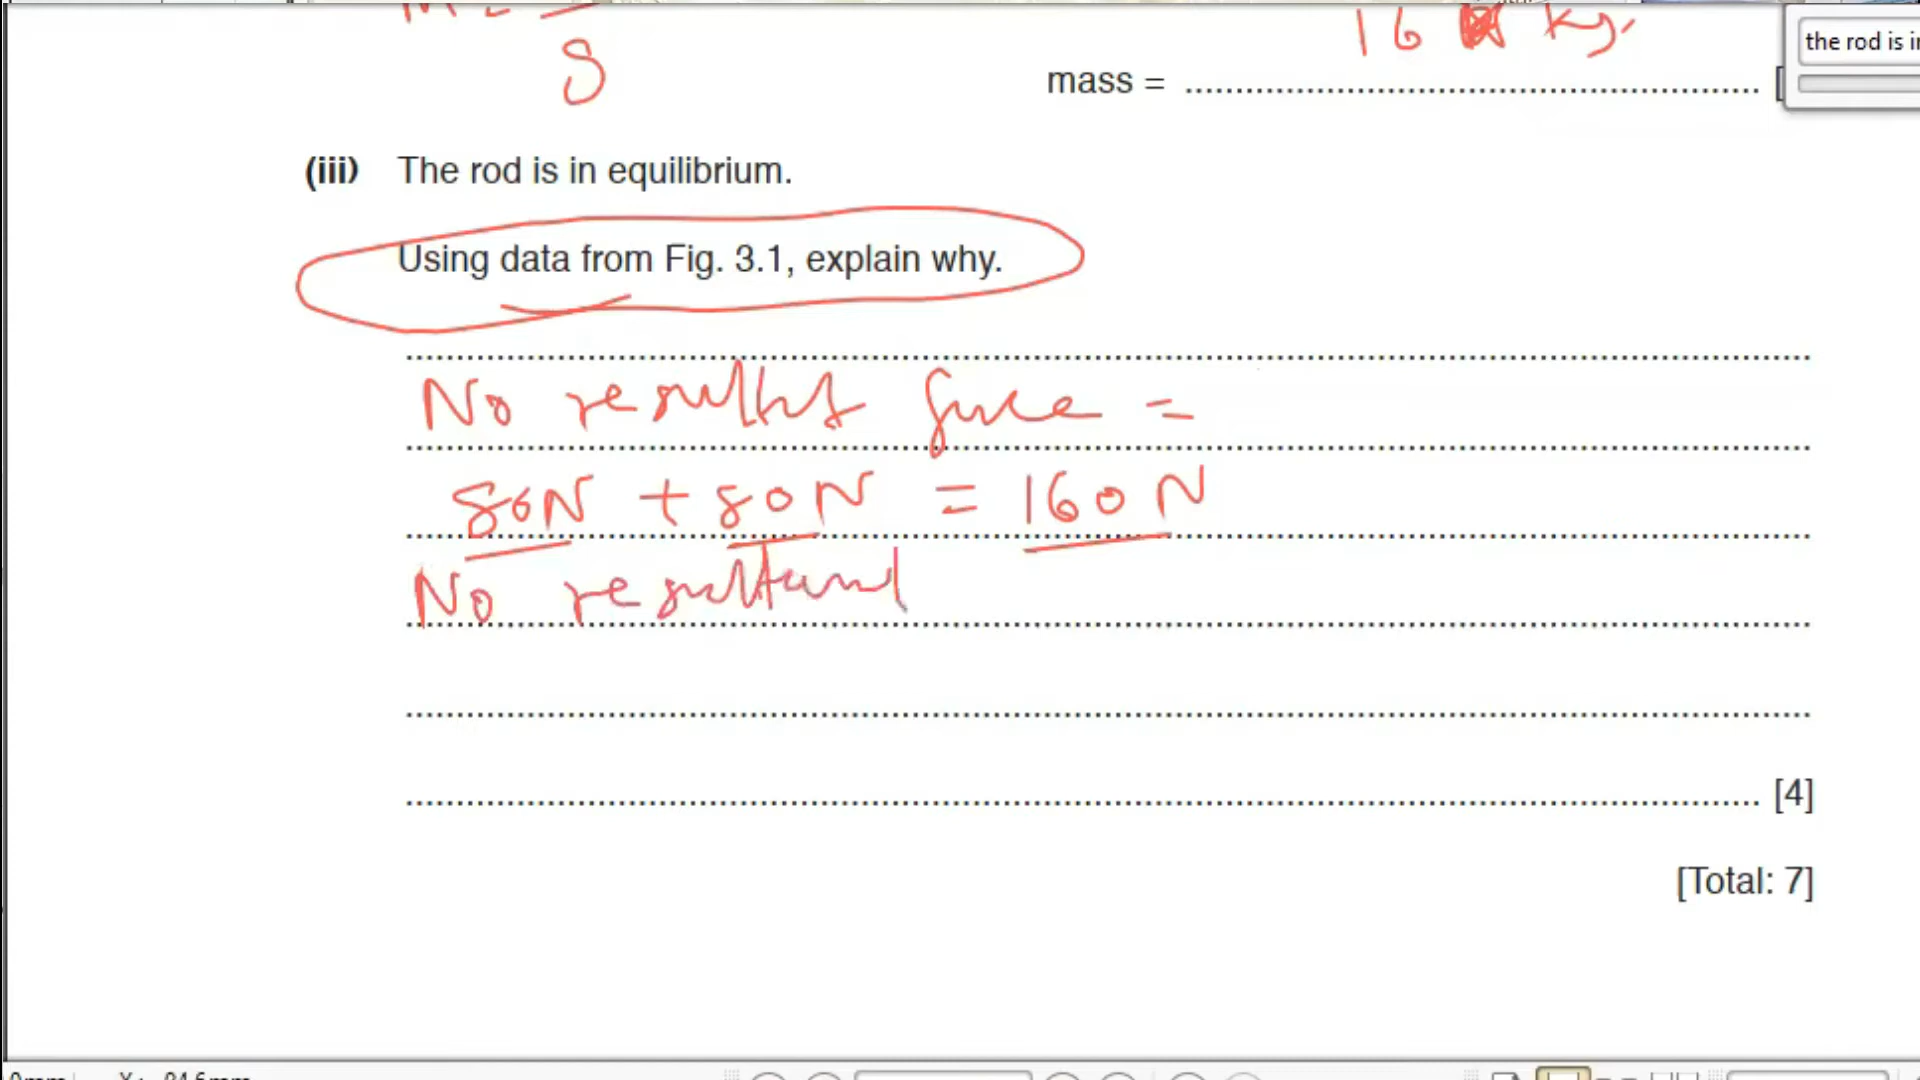 16 kg.
the rod is i
8
mass = ........................................................ [
(iii) The rod is in equilibrium.
Using data from Fig. 3.1, explain why.
No resultant force =
80N + 80N = 160N
No resultant
[4]
[Total: 7]